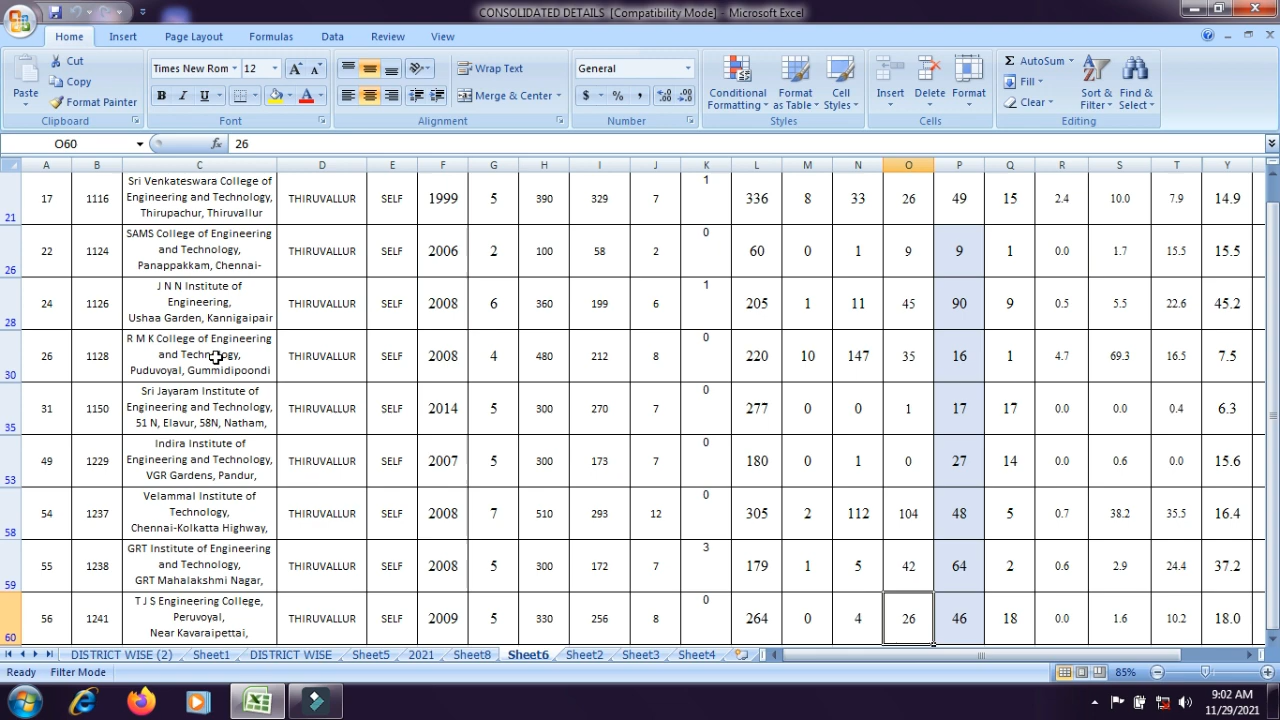 CONSOLIDATED DETAILS [Compatibility Mode] - Microsoft Excel
Home Insert Page Layout Formulas Data Review View
Paste Cut Copy Format Painter Clipboard
Times New Rom 12 B I U A A A Font
Wrap Text Merge & Center Alignment
General $ % , Number
Conditional Formatting Format as Table Cell Styles Styles
Insert Delete Format Cells
Σ AutoSum Fill Clear Sort & Filter Find & Select Editing
O60 fx 26
A B C D E F G H I J K L M N O P Q R S T Y
21 17 1116 Sri Venkateswara College of THIRUVALLUR SELF 1999 5 390 329 7 1 336 8 33 26 49 15 2.4 10.0 7.9 14.9
Engineering and Technology,
Thirupachur, Thiruvallur
26 22 1124 SAMS College of Engineering THIRUVALLUR SELF 2006 2 100 58 2 0 60 0 1 9 9 1 0.0 1.7 15.5 15.5
and Technology,
Panappakkam, Chennai-
28 24 1126 J N N Institute of THIRUVALLUR SELF 2008 6 360 199 6 1 205 1 11 45 90 9 0.5 5.5 22.6 45.2
Engineering,
Ushaa Garden, Kannigaipair
30 26 1128 R M K College of Engineering THIRUVALLUR SELF 2008 4 480 212 8 0 220 10 147 35 16 1 4.7 69.3 16.5 7.5
and Technology,
Puduvoyal, Gummidipoondi
35 31 1150 Sri Jayaram Institute of THIRUVALLUR SELF 2014 5 300 270 7 0 277 0 0 1 17 17 0.0 0.0 0.4 6.3
Engineering and Technology,
51 N, Elavur, 58N, Natham,
53 49 1229 Indira Institute of THIRUVALLUR SELF 2007 5 300 173 7 0 180 0 1 0 27 14 0.0 0.6 0.0 15.6
Engineering and Technology,
VGR Gardens, Pandur,
58 54 1237 Velammal Institute of THIRUVALLUR SELF 2008 7 510 293 12 0 305 2 112 104 48 5 0.7 38.2 35.5 16.4
Technology,
Chennai-Kolkatta Highway,
59 55 1238 GRT Institute of Engineering THIRUVALLUR SELF 2008 5 300 172 7 3 179 1 5 42 64 2 0.6 2.9 24.4 37.2
and Technology,
GRT Mahalakshmi Nagar,
60 56 1241 T J S Engineering College, THIRUVALLUR SELF 2009 5 330 256 8 0 264 0 4 26 46 18 0.0 1.6 10.2 18.0
Peruvoyal,
Near Kavaraipettai,
DISTRICT WISE (2) Sheet1 DISTRICT WISE Sheet5 2021 Sheet8 Sheet6 Sheet2 Sheet3 Sheet4
Ready Filter Mode 85%
9:02 AM
11/29/2021